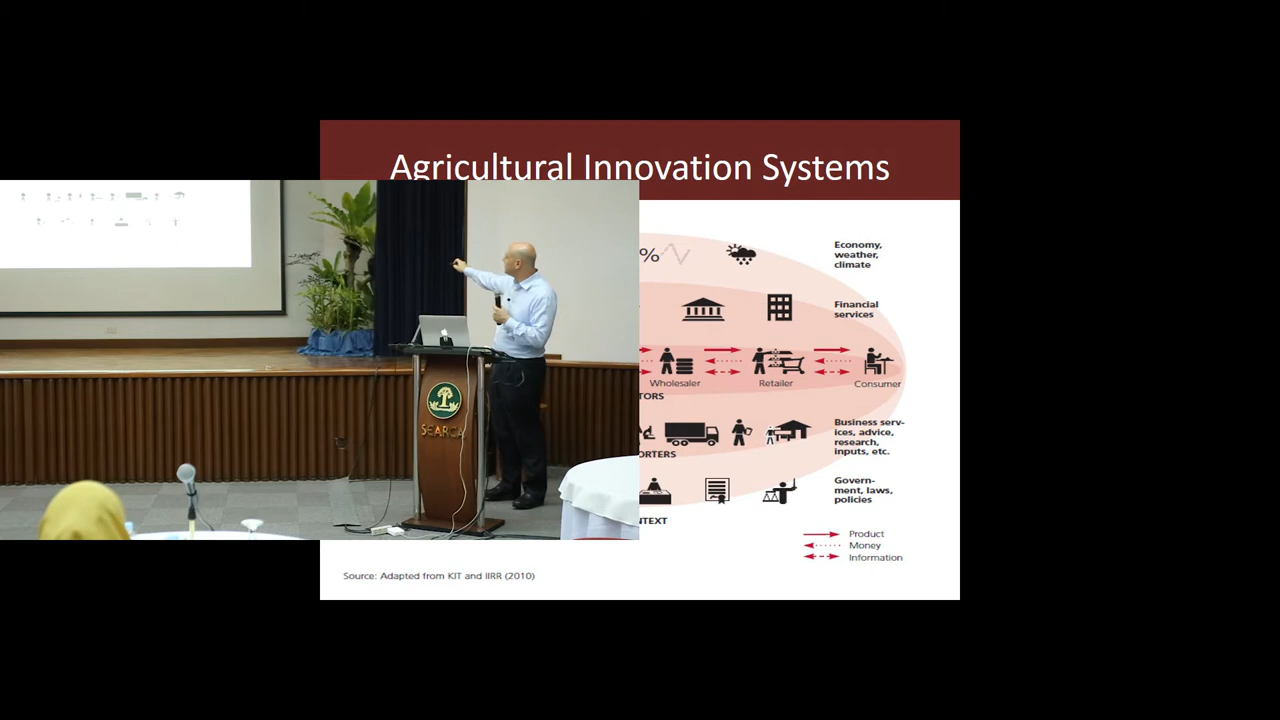 Agricultural Innovation Systems
%
Economy,
weather,
climate
Financial
services
Wholesaler
Retailer
Consumer
TORS
Business serv-
ices, advice,
research,
inputs, etc.
ORTERS
Govern-
ment, laws,
policies
NTEXT
Product
Money
Information
Source: Adapted from KIT and IIRR (2010)
SEARCA